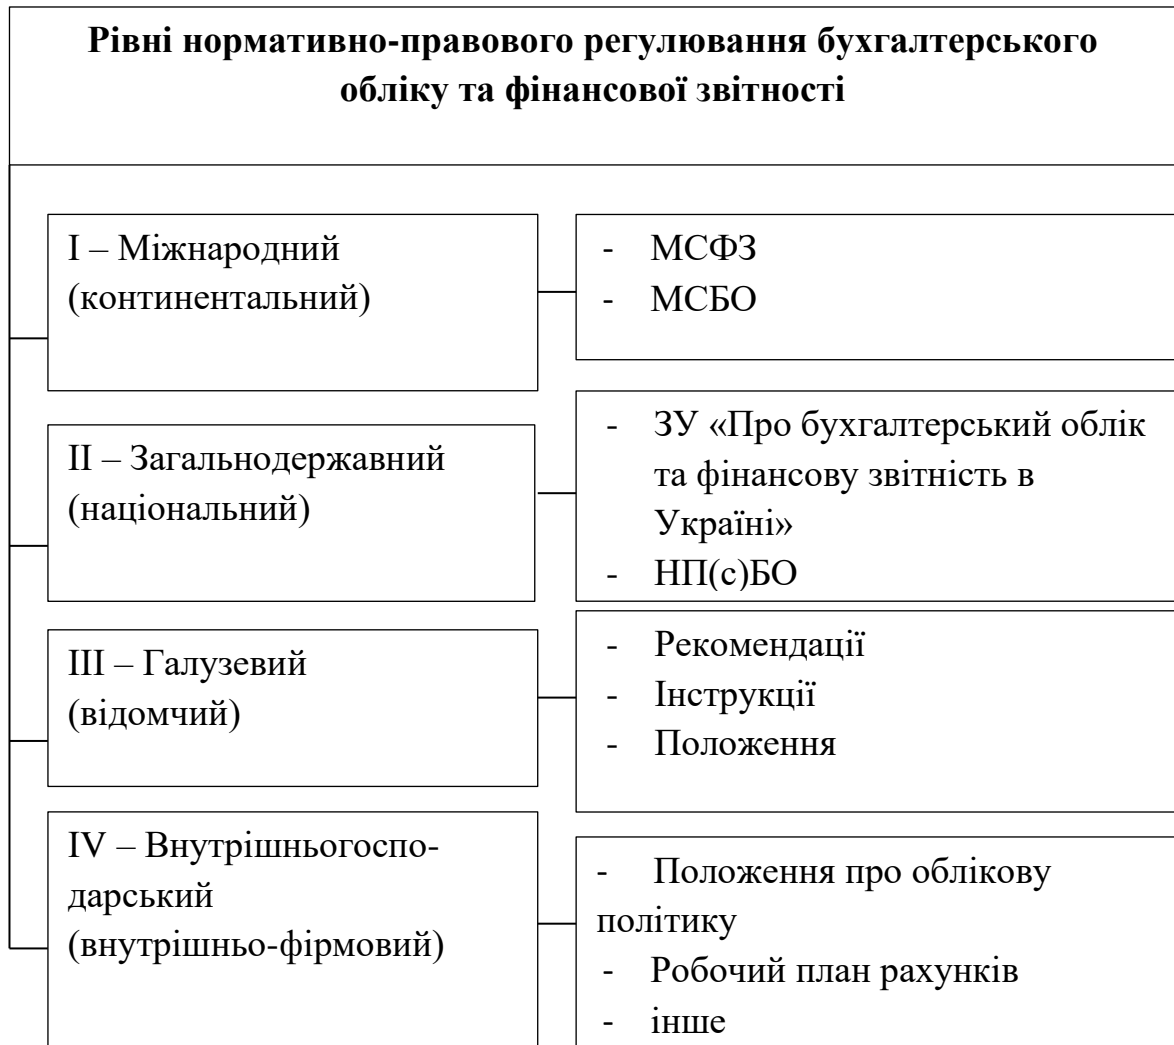 Рівні нормативно-правового регулювання бухгалтерського
обліку та фінансової звітності
І – Міжнародний
(континентальний)
- МСФЗ
- МСБО
ІІ – Загальнодержавний
(національний)
- ЗУ «Про бухгалтерський облік
та фінансову звітність в
Україні»
- НП(с)БО
ІІІ – Галузевий
(відомчий)
- Рекомендації
- Інструкції
- Положення
IV – Внутрішньогоспо-
дарський
(внутрішньо-фірмовий)
- Положення про облікову
політику
- Робочий план рахунків
- інше